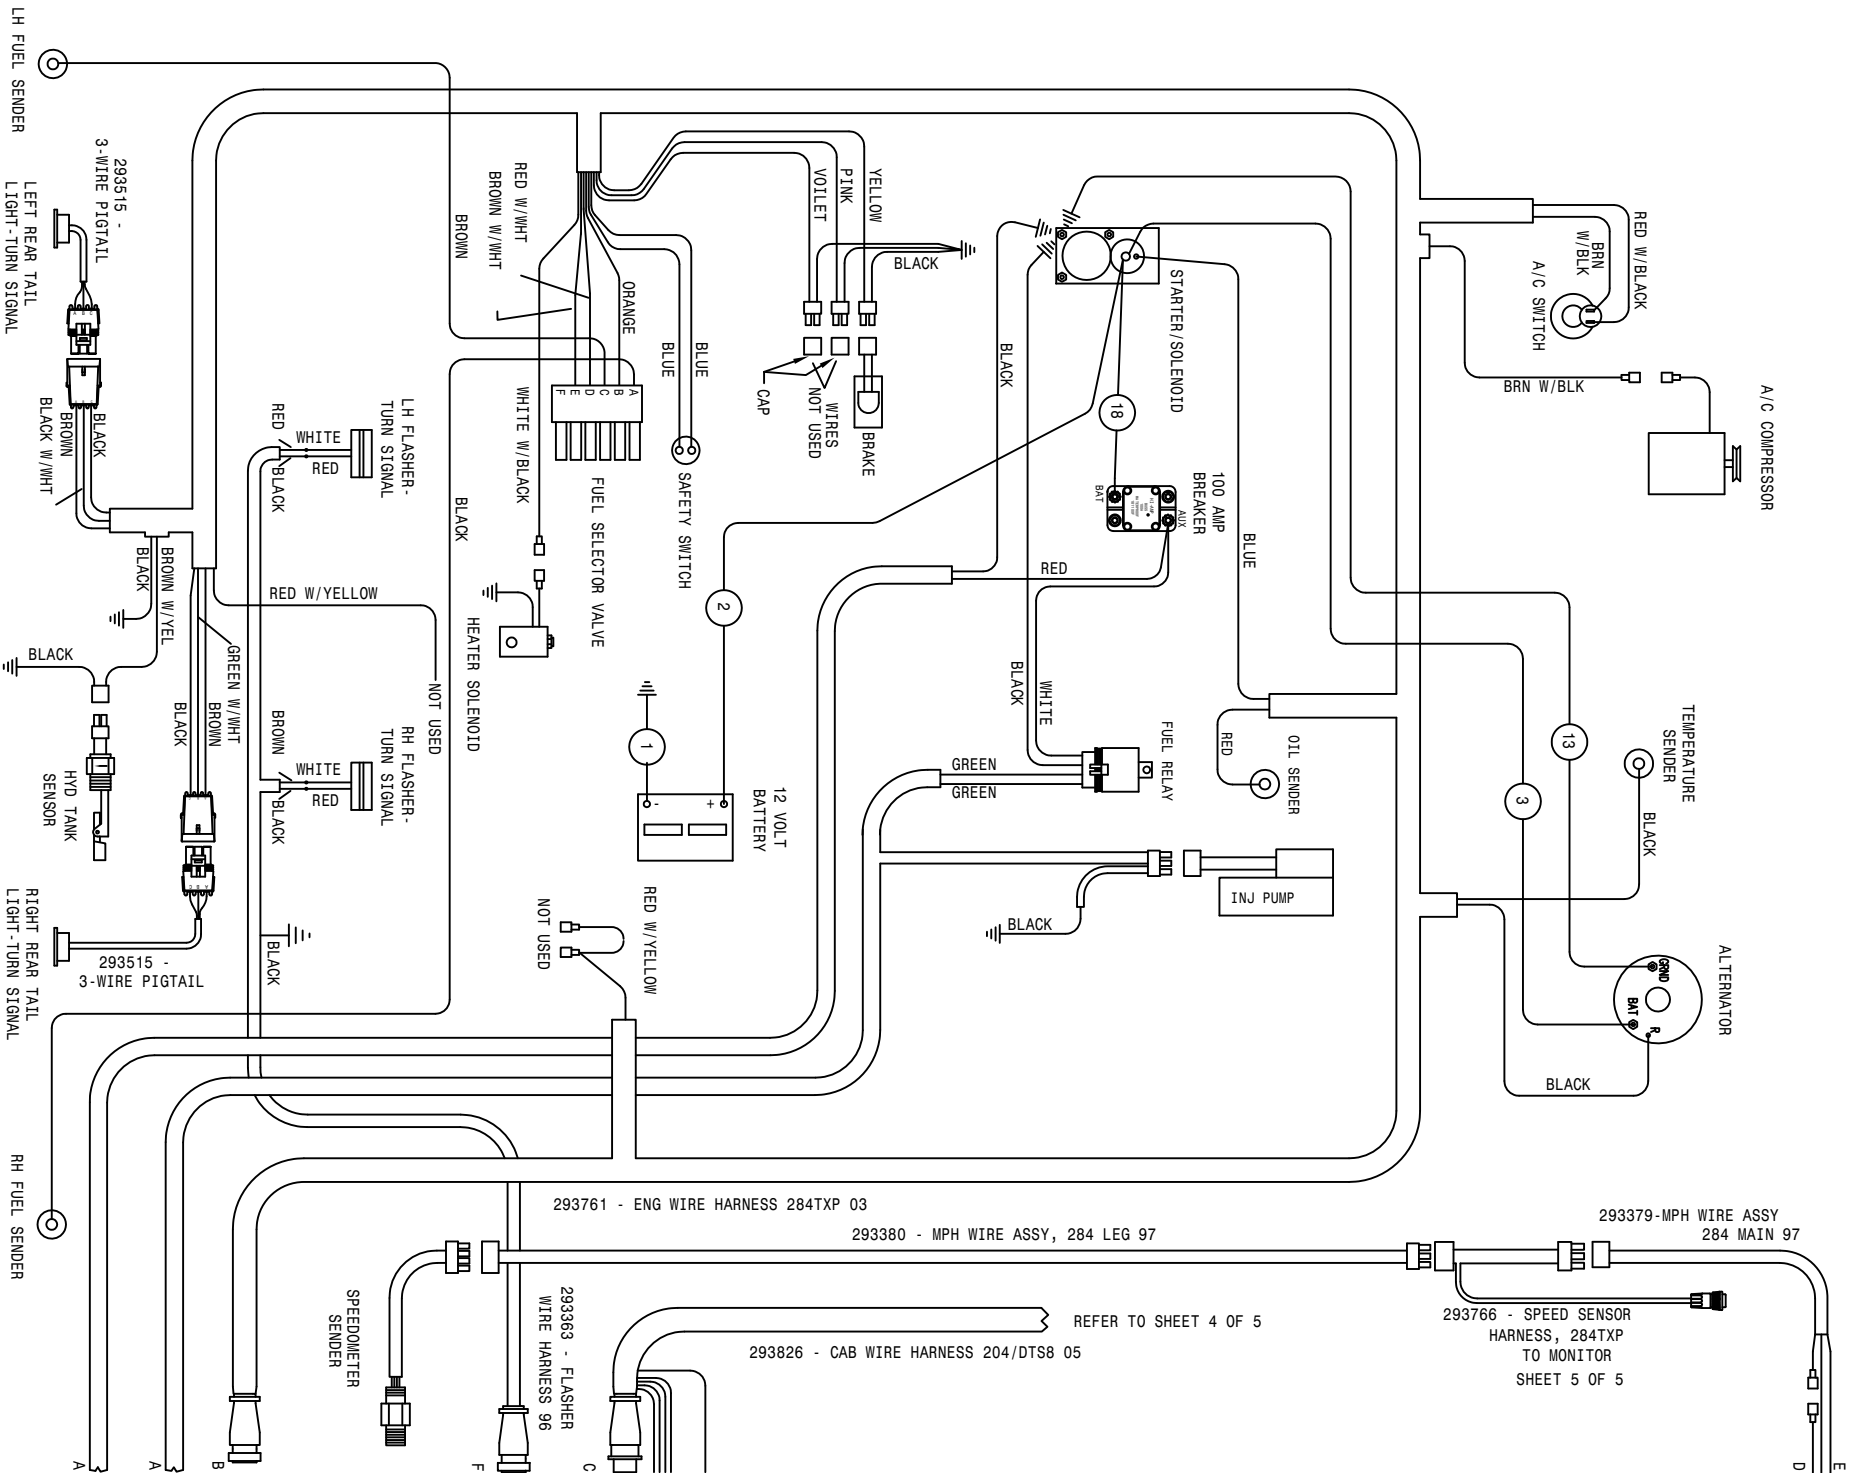 LH FUEL SENDER
293515 -
3-WIRE PIGTAIL
LEFT REAR TAIL
LIGHT-TURN SIGNAL
BLACK
BROWN
BLACK W/WHT
RED
WHITE
RED
BLACK
LH FLASHER-
TURN SIGNAL
BROWN
RED W/WHT
BROWN W/WHT
ORANGE
BLUE
BLUE
A
B
C
D
E
F
WHITE W/BLACK
FUEL SELECTOR VALVE
SAFETY SWITCH
VOILET
PINK
YELLOW
BLACK
CAP
WIRES
NOT USED
BRAKE
BLACK
STARTER/SOLENOID
18
100 AMP
BREAKER
BAT
AUX
BLUE
RED W/BLACK
BRN
W/BLK
A/C SWITCH
BRN W/BLK
A/C COMPRESSOR
BLACK
BROWN W/YEL
BLACK
RED W/YELLOW
NOT USED
BLACK
HEATER SOLENOID
GREEN W/WHT
BROWN
BLACK
BLACK
HYD TANK
SENSOR
BROWN
WHITE
RED
BLACK
RH FLASHER-
TURN SIGNAL
2
1
-
+
12 VOLT
BATTERY
RED
WHITE
BLACK
GREEN
GREEN
FUEL RELAY
RED
OIL SENDER
13
3
TEMPERATURE
SENDER
BLACK
INJ PUMP
BLACK
RIGHT REAR TAIL
LIGHT-TURN SIGNAL
293515 -
3-WIRE PIGTAIL
BLACK
NOT USED
RED W/YELLOW
ALTERNATOR
GRND
BAT
R
BLACK
RH FUEL SENDER
293761 - ENG WIRE HARNESS 284TXP 03
293380 - MPH WIRE ASSY, 284 LEG 97
293379-MPH WIRE ASSY
284 MAIN 97
SPEEDOMETER
SENDER
293363 - FLASHER
WIRE HARNESS 96
REFER TO SHEET 4 OF 5
293826 - CAB WIRE HARNESS 204/DTS8 05
293766 - SPEED SENSOR
HARNESS, 284TXP
TO MONITOR
SHEET 5 OF 5
A
A
B
F
C
D
E